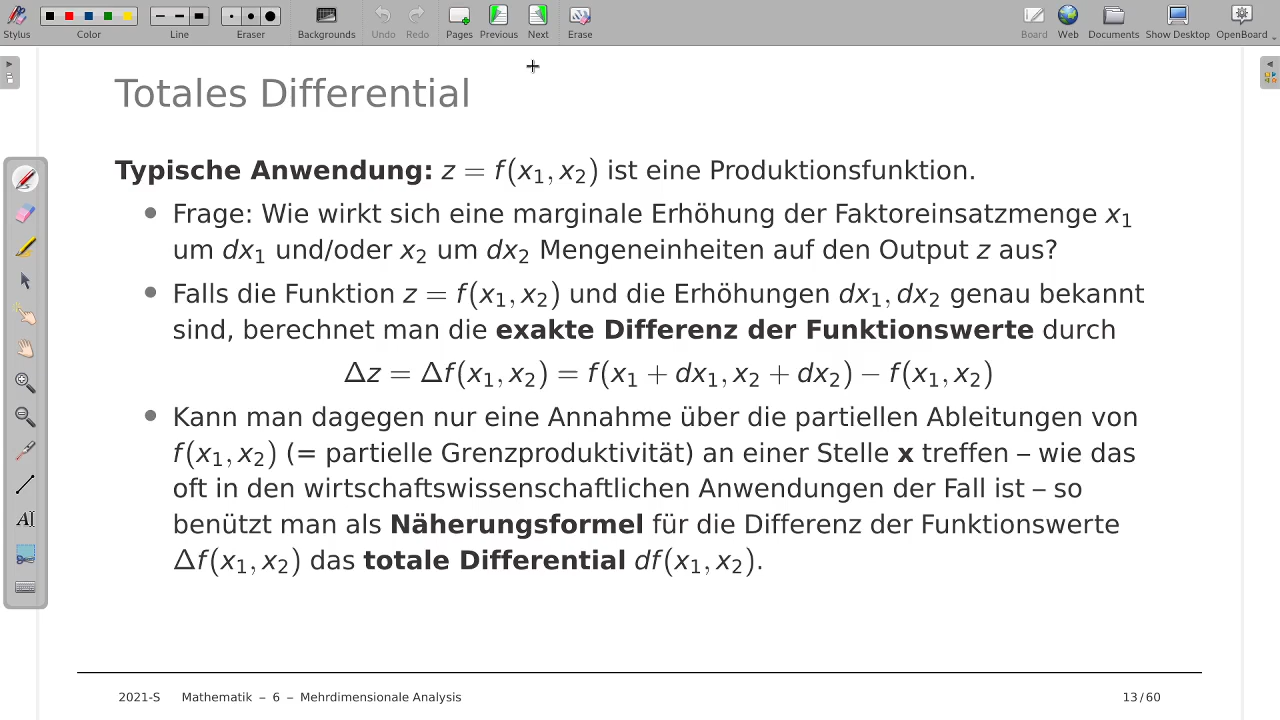 Stylus Color Line Eraser Backgrounds Undo Redo Pages Previous Next Erase Board Web Documents Show Desktop OpenBoard
Totales Differential
Typische Anwendung: z = f(x₁, x₂) ist eine Produktionsfunktion.
• Frage: Wie wirkt sich eine marginale Erhöhung der Faktoreinsatzmenge x₁
um dx₁ und/oder x₂ um dx₂ Mengeneinheiten auf den Output z aus?
• Falls die Funktion z = f(x₁, x₂) und die Erhöhungen dx₁, dx₂ genau bekannt
sind, berechnet man die exakte Differenz der Funktionswerte durch
Δz = Δf(x₁, x₂) = f(x₁ + dx₁, x₂ + dx₂) − f(x₁, x₂)
• Kann man dagegen nur eine Annahme über die partiellen Ableitungen von
f(x₁, x₂) (= partielle Grenzproduktivität) an einer Stelle x treffen – wie das
oft in den wirtschaftswissenschaftlichen Anwendungen der Fall ist – so
benützt man als Näherungsformel für die Differenz der Funktionswerte
Δf(x₁, x₂) das totale Differential df(x₁, x₂).
AI
2021-S Mathematik – 6 – Mehrdimensionale Analysis 13/60